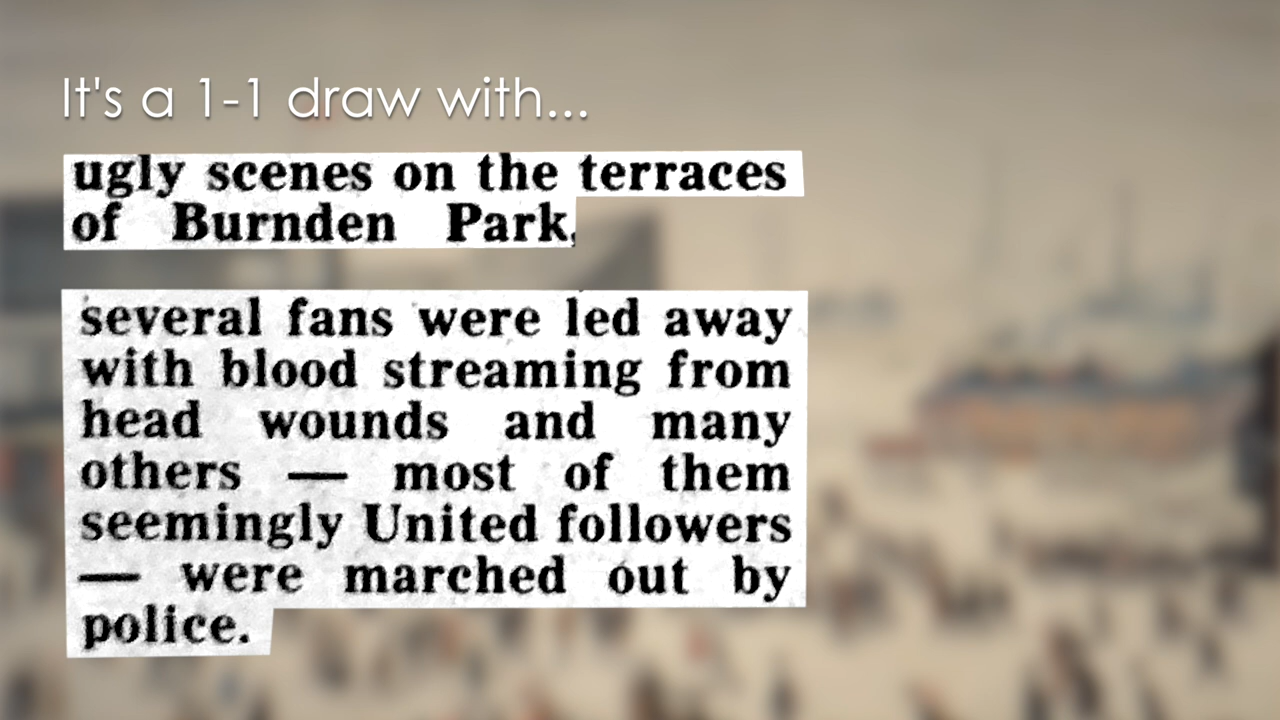 It's a 1-1 draw with...
ugly scenes on the terraces
of Burnden Park,
several fans were led away
with blood streaming from
head wounds and many
others — most of them
seemingly United followers
— were marched out by
police.